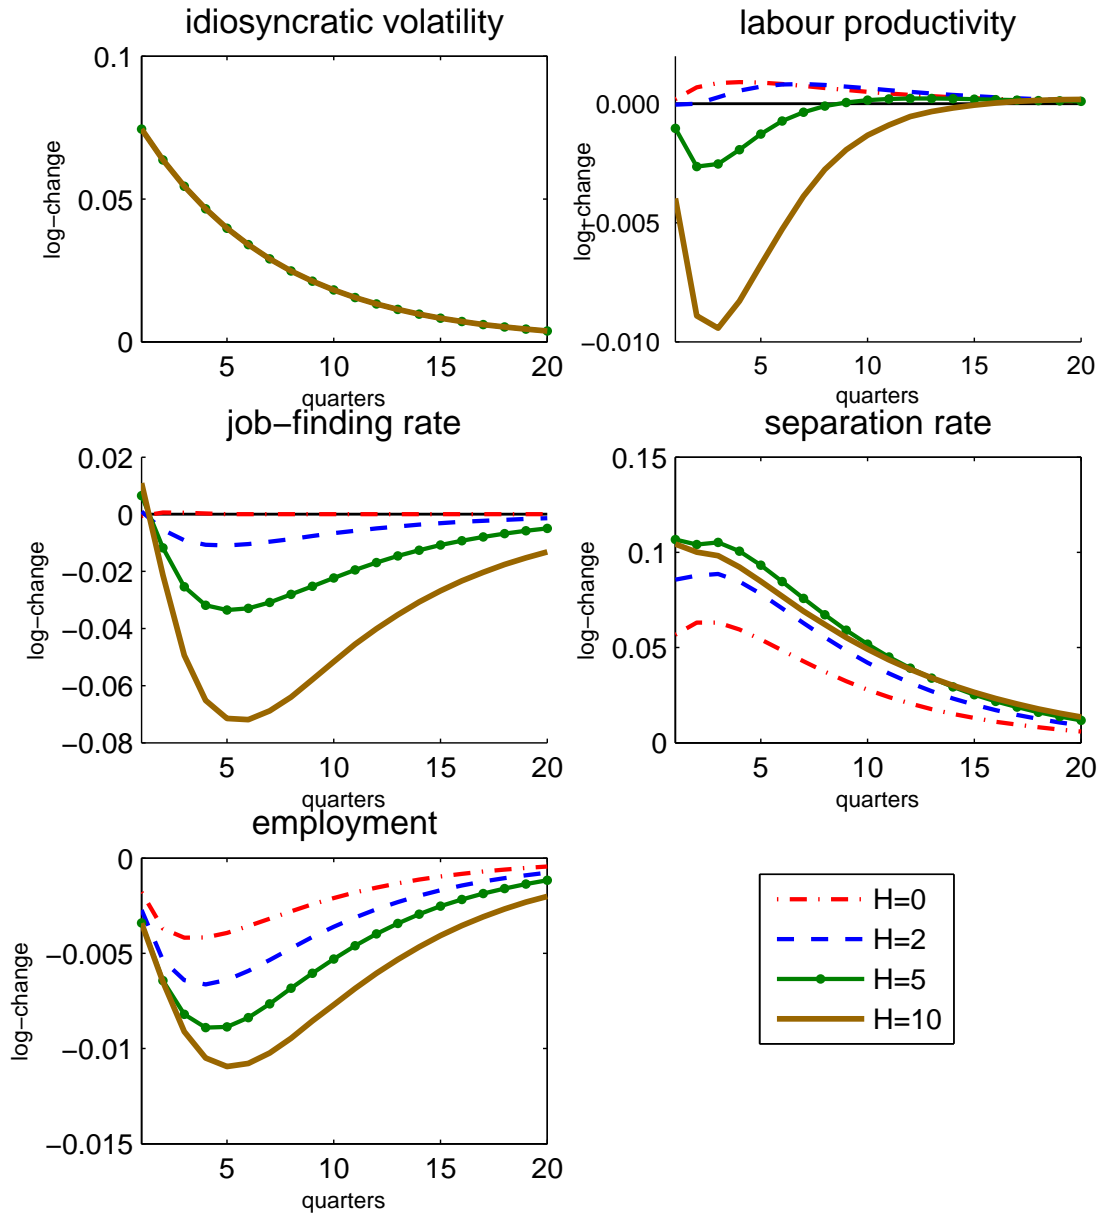 idiosyncratic volatility
0.1
0.05
0
log−change
5 10 15 20
quarters
labour productivity
0.000
−0.005
−0.010
log−change
5 10 15 20
quarters
job−finding rate
0.02
0
−0.02
−0.04
−0.06
−0.08
log−change
5 10 15 20
quarters
separation rate
0.15
0.1
0.05
0
log−change
5 10 15 20
quarters
employment
0
−0.005
−0.01
−0.015
log−change
5 10 15 20
quarters
H=0
H=2
H=5
H=10